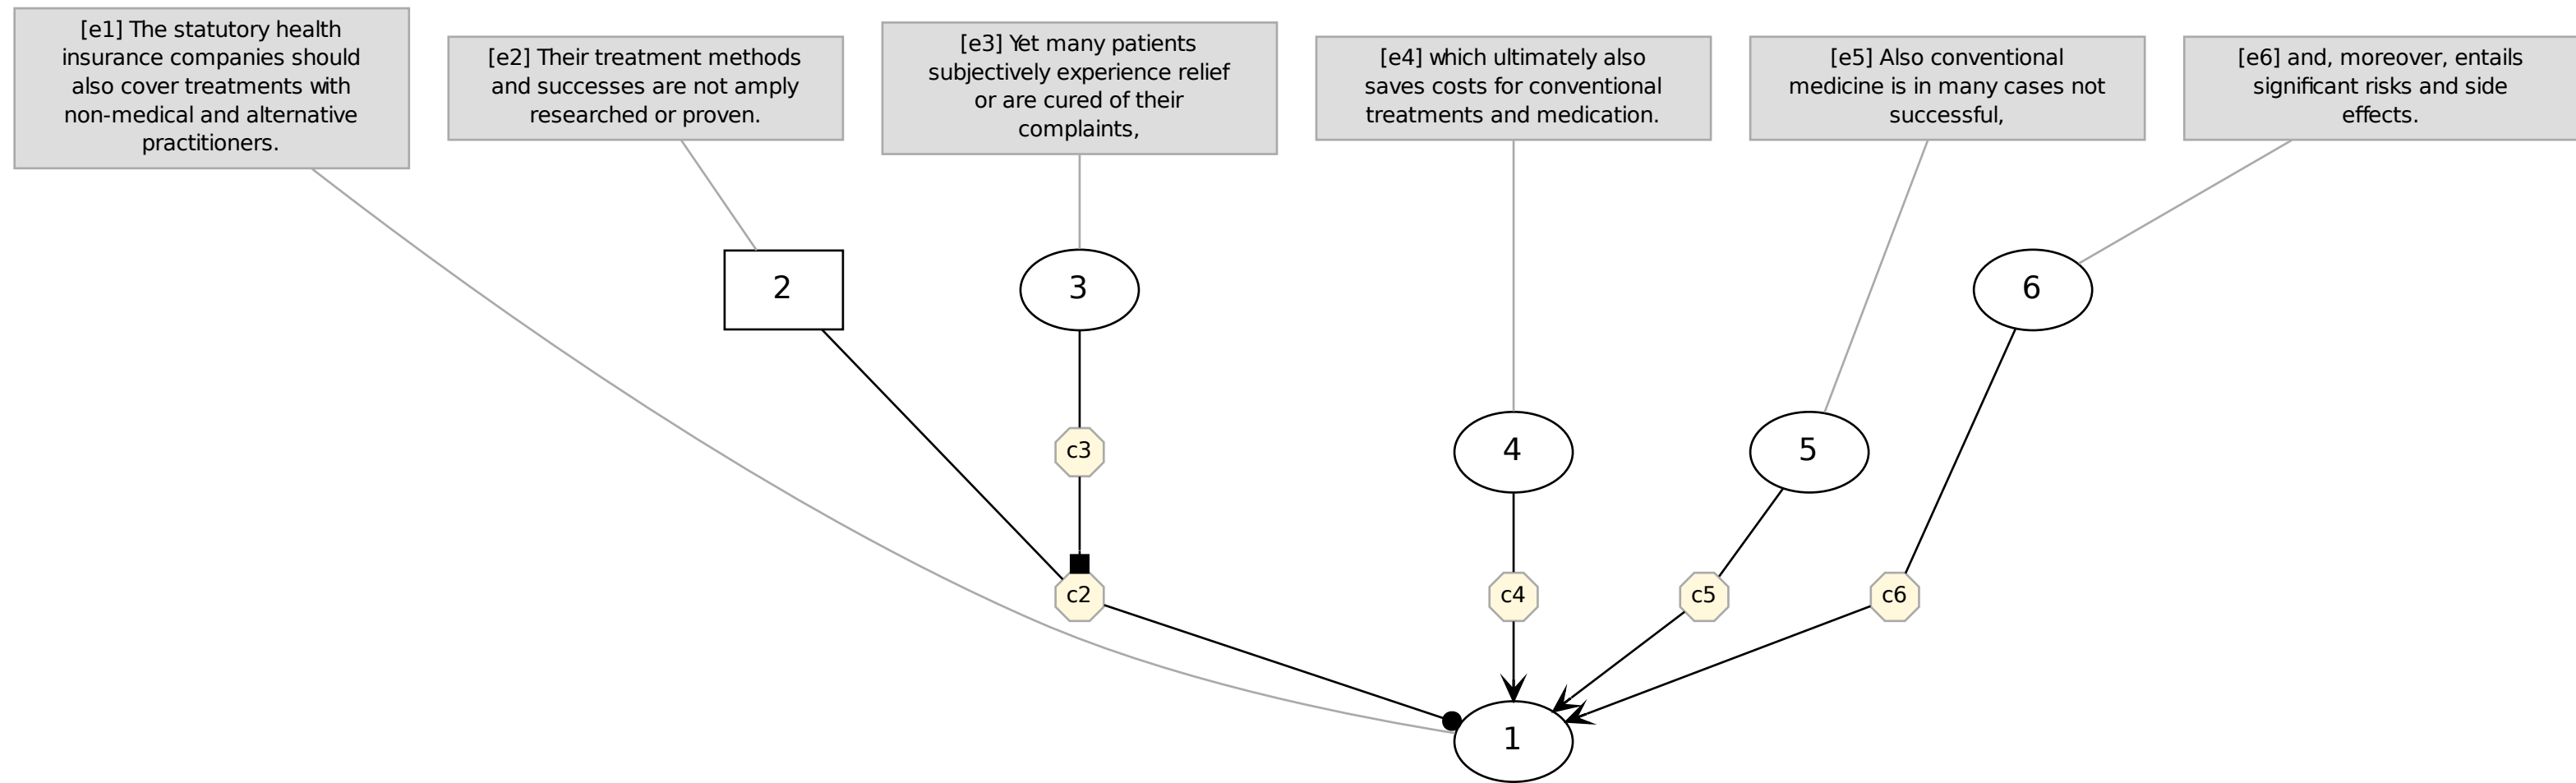 [e1] The statutory health
insurance companies should
also cover treatments with
non-medical and alternative
practitioners.
[e2] Their treatment methods
and successes are not amply
researched or proven.
[e3] Yet many patients
subjectively experience relief
or are cured of their
complaints,
[e4] which ultimately also
saves costs for conventional
treatments and medication.
[e5] Also conventional
medicine is in many cases not
successful,
[e6] and, moreover, entails
significant risks and side
effects.
2
3
6
c3
4
5
c2
c4
c5
c6
1